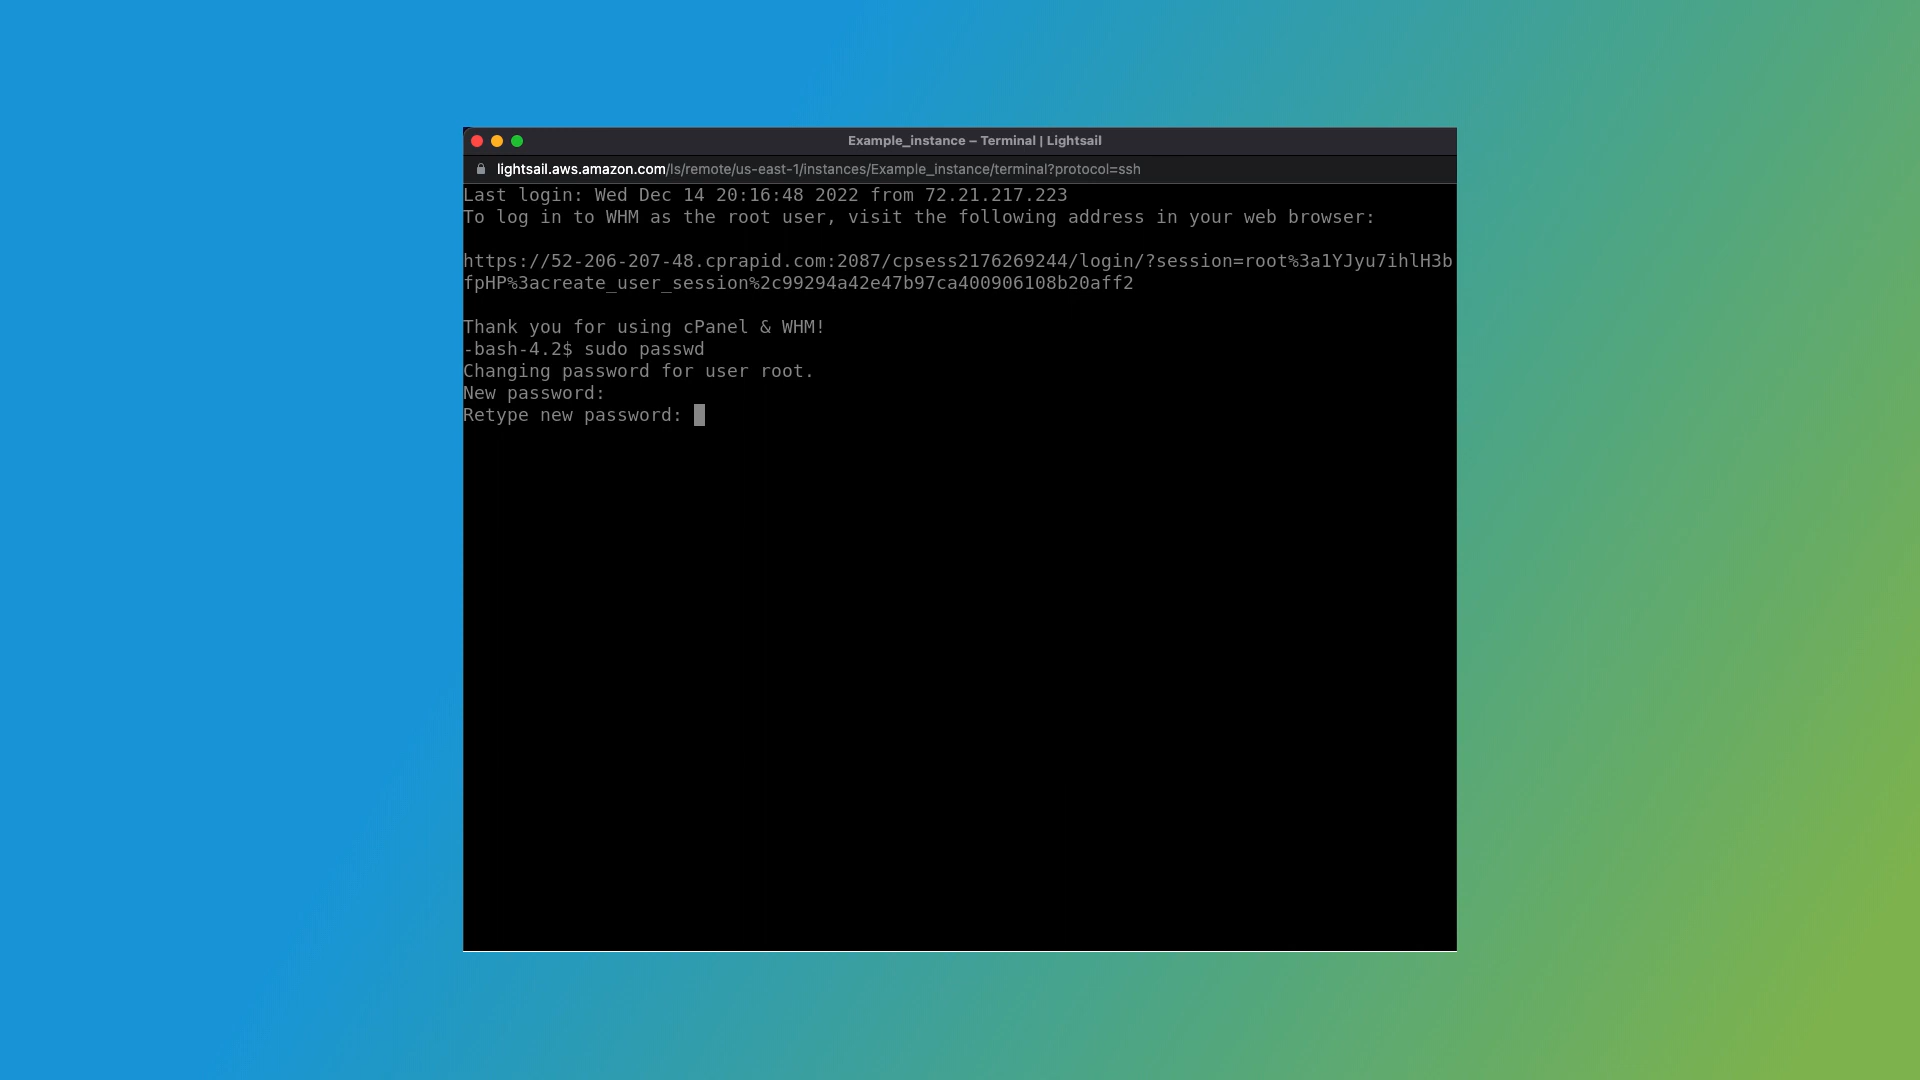 Example_instance – Terminal | Lightsail
lightsail.aws.amazon.com/ls/remote/us-east-1/instances/Example_instance/terminal?protocol=ssh
Last login: Wed Dec 14 20:16:48 2022 from 72.21.217.223
To log in to WHM as the root user, visit the following address in your web browser:
https://52-206-207-48.cprapid.com:2087/cpsess2176269244/login/?session=root%3a1YJyu7ihlH3b
fpHP%3acreate_user_session%2c99294a42e47b97ca400906108b20aff2
Thank you for using cPanel & WHM!
-bash-4.2$ sudo passwd
Changing password for user root.
New password:
Retype new password: